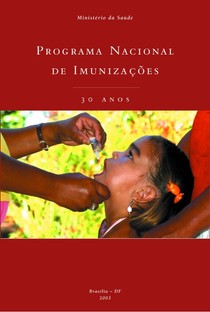 Ministério da Saúde
PROGRAMA NACIONAL
DE IMUNIZAÇÕES
30 ANOS
Brasília – DF
2003